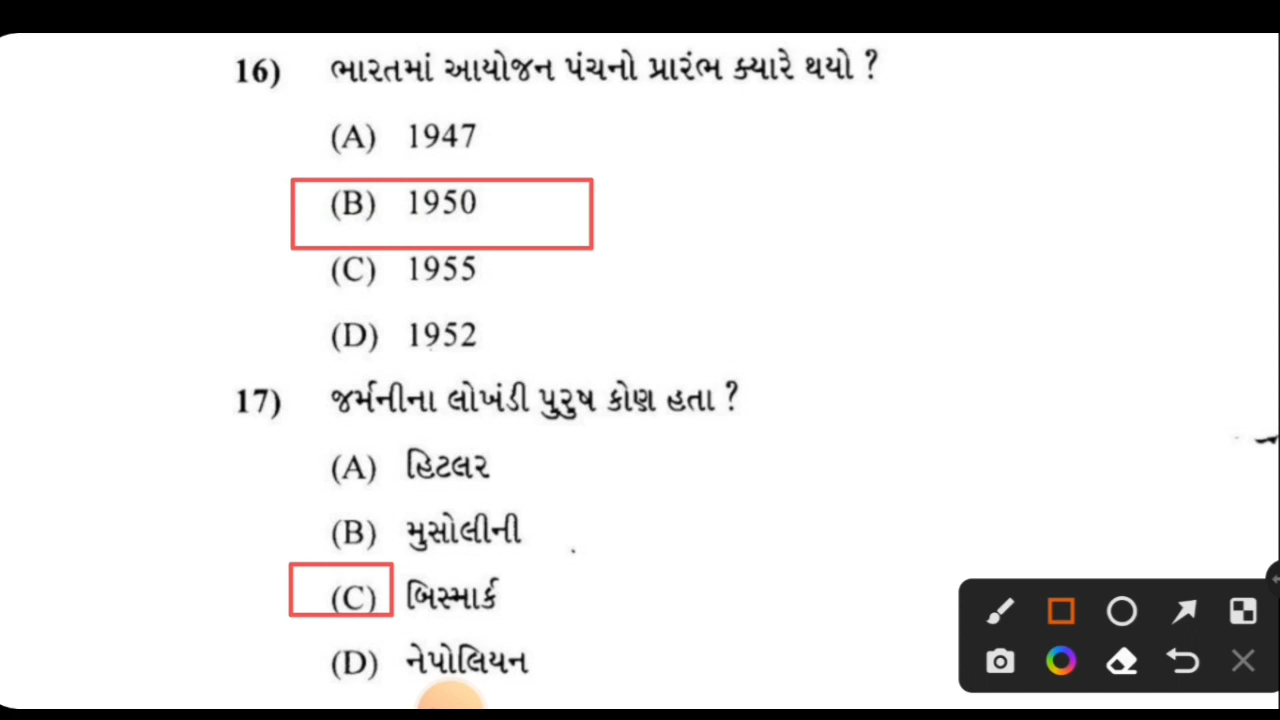 16) ભારતમાં આયોજન પંચનો પ્રારંભ ક્યારે થયો ?
(A) 1947
(B) 1950
(C) 1955
(D) 1952
17) જર્મનીના લોખંડી પુરુષ કોણ હતા ?
(A) હિટલર
(B) મુસોલીની
(C) બિસ્માર્ક
(D) નેપોલિયન